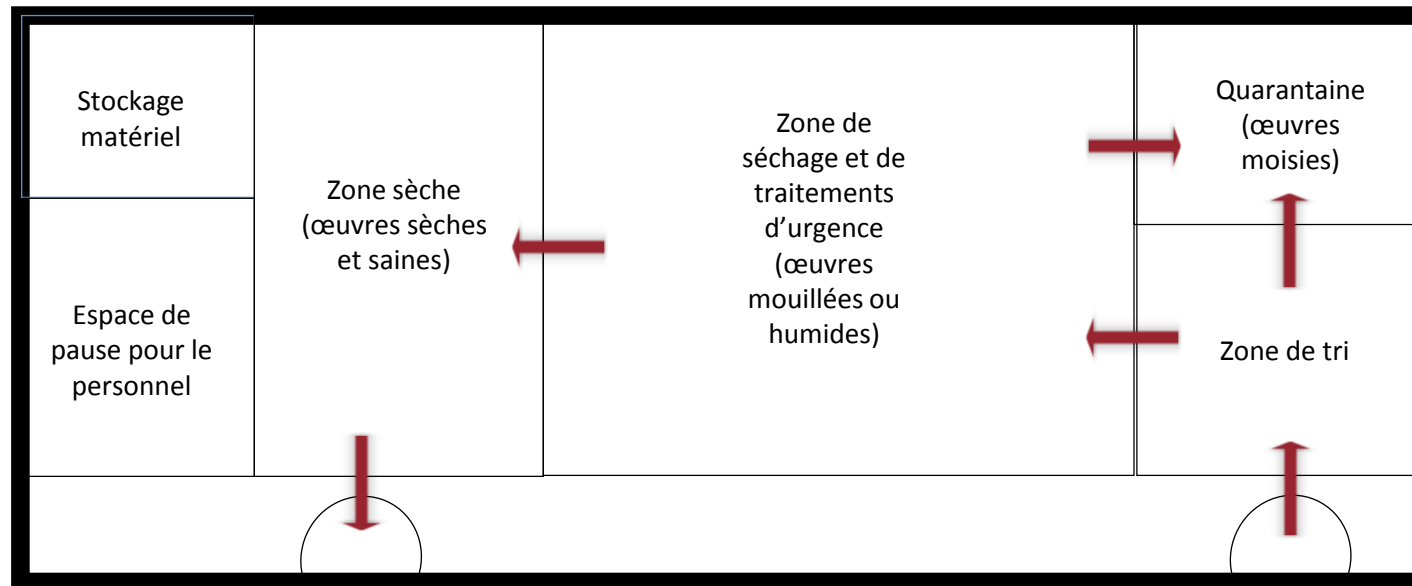 Stockage
matériel
Espace de
pause pour le
personnel
Zone sèche
(œuvres sèches
et saines)
Zone de
séchage et de
traitements
d’urgence
(œuvres
mouillées ou
humides)
Quarantaine
(œuvres
moisies)
Zone de tri